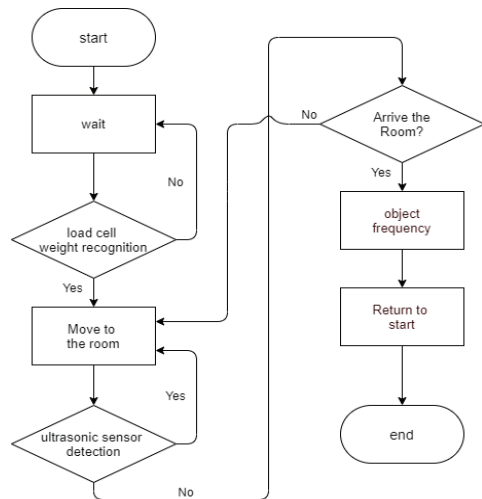 start
wait
No
load cell
weight recognition
Yes
Move to
the room
Yes
ultrasonic sensor
detection
No
Arrive the
Room?
No
Yes
object
frequency
Return to
start
end